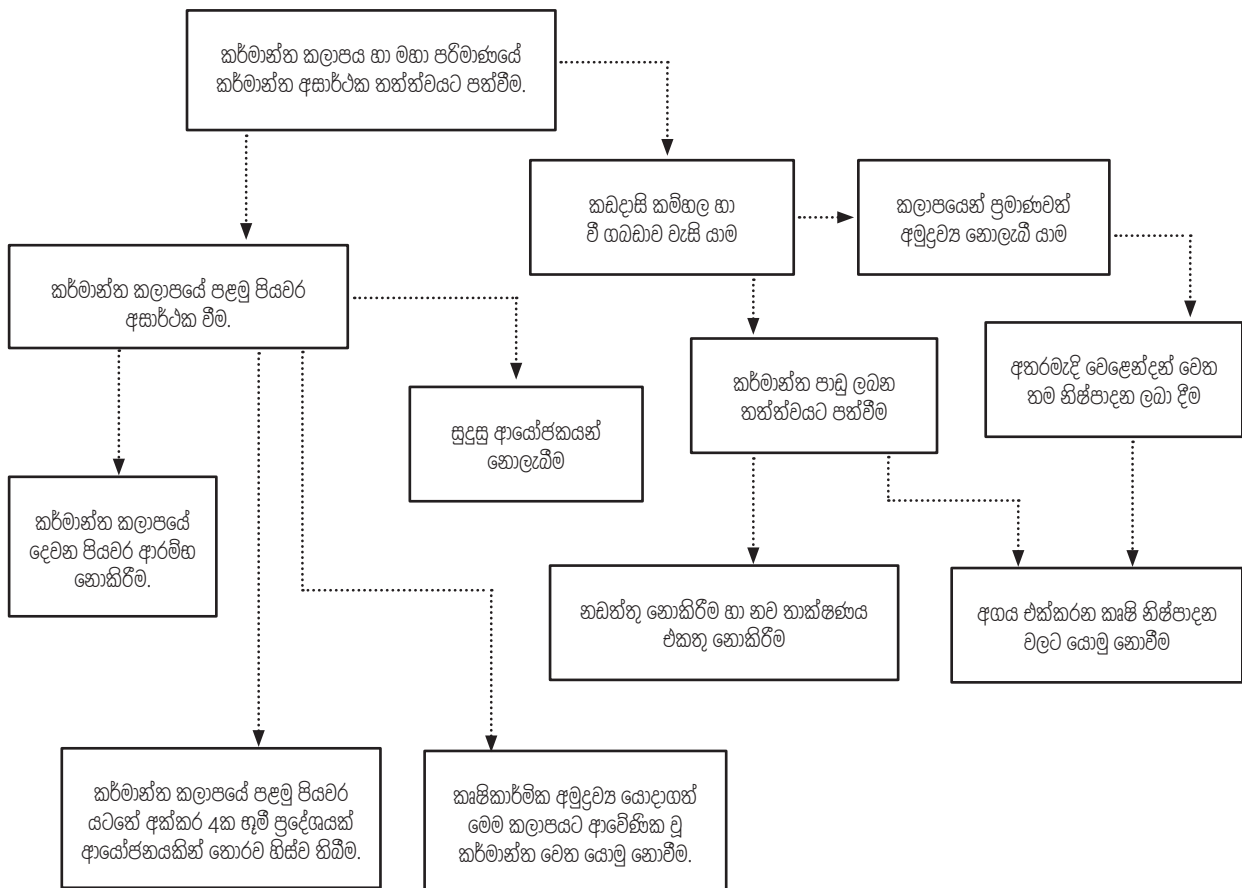 කර්මාන්ත කලාපය හා මහා පරිමාණයේ
කර්මාන්ත අසාර්ථක තත්ත්වයට පත්වීම.
කඩදාසි කම්හල හා
වී ගබඩාව වැසි යාම
කලාපයෙන් ප්‍රමාණවත්
අමුද්‍රව්‍ය නොලැබී යාම
කර්මාන්ත කලාපයේ පළමු පියවර
අසාර්ථක වීම.
කර්මාන්ත පාඩු ලබන
තත්ත්වයට පත්වීම
අතරමැදි වෙළෙන්දන් වෙත
තම නිෂ්පාදන ලබා දීම
සුදුසු ආයෝජකයන්
නොලැබීම
කර්මාන්ත කලාපයේ
දෙවන පියවර ආරම්භ
නොකිරීම.
නඩත්තු නොකිරීම හා නව තාක්ෂණය
එකතු නොකිරීම
අගය එක්කරන කෘෂි නිෂ්පාදන
වලට යොමු නොවීම
කර්මාන්ත කලාපයේ පළමු පියවර
යටතේ අක්කර 4ක භූමි ප්‍රදේශයක්
ආයෝජනයකින් තොරව හිස්ව තිබීම.
කෘෂිකාර්මික අමුද්‍රව්‍ය යොදාගත්
මෙම කලාපයට ආවේණික වූ
කර්මාන්ත වෙත යොමු නොවීම.